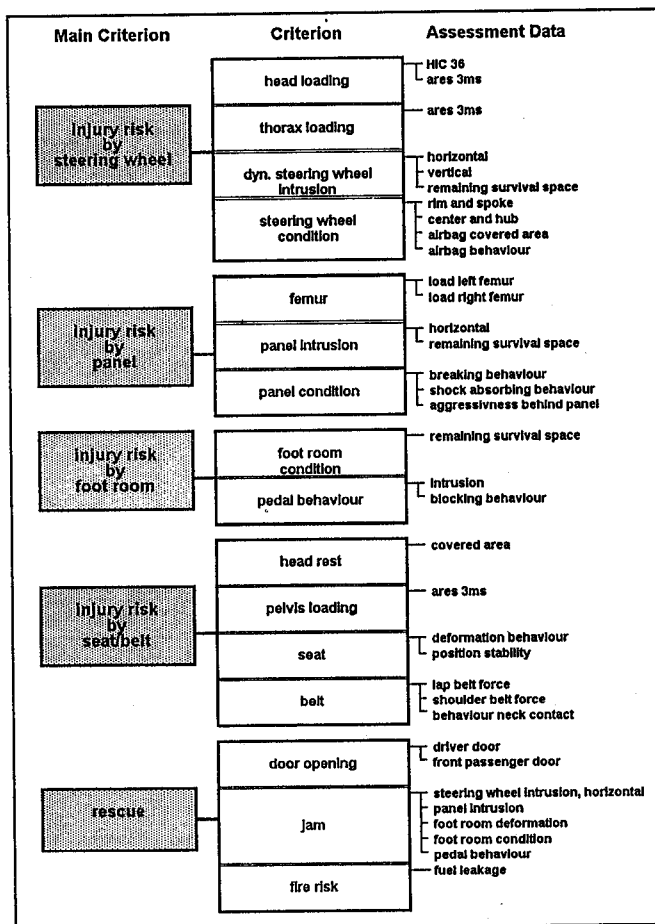 Main Criterion
Criterion
Assessment Data
injury risk
by
steering wheel
head loading
HIC 36
ares 3ms
thorax loading
ares 3ms
dyn. steering wheel
intrusion
horizontal
vertical
remaining survival space
steering wheel
condition
rim and spoke
center and hub
airbag covered area
airbag behaviour
injury risk
by
panel
femur
load left femur
load right femur
panel intrusion
horizontal
remaining survival space
panel condition
breaking behaviour
shock absorbing behaviour
aggressivness behind panel
injury risk
by
foot room
foot room
condition
remaining survival space
pedal behaviour
intrusion
blocking behaviour
injury risk
by
seat/belt
head rest
covered area
pelvis loading
ares 3ms
seat
deformation behaviour
position stability
belt
lap belt force
shoulder belt force
behaviour neck contact
rescue
door opening
driver door
front passenger door
jam
steering wheel intrusion, horizontal
panel intrusion
foot room deformation
foot room condition
pedal behaviour
fire risk
fuel leakage